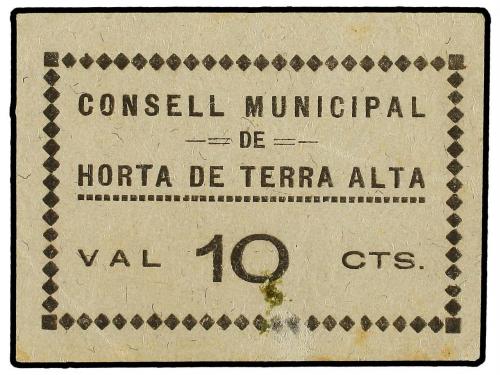 CONSELL MUNICIPAL
DE
HORTA DE TERRA ALTA
VAL 10 CTS.